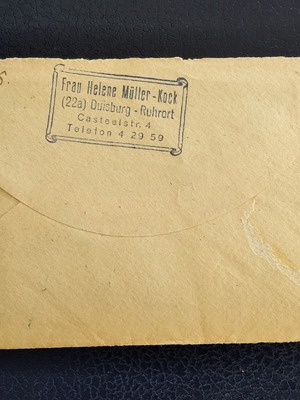 Frau Helene Müller-Kock
(22a) Duisburg - Ruhrort
Casteelstr. 4
Telefon 4 29 59